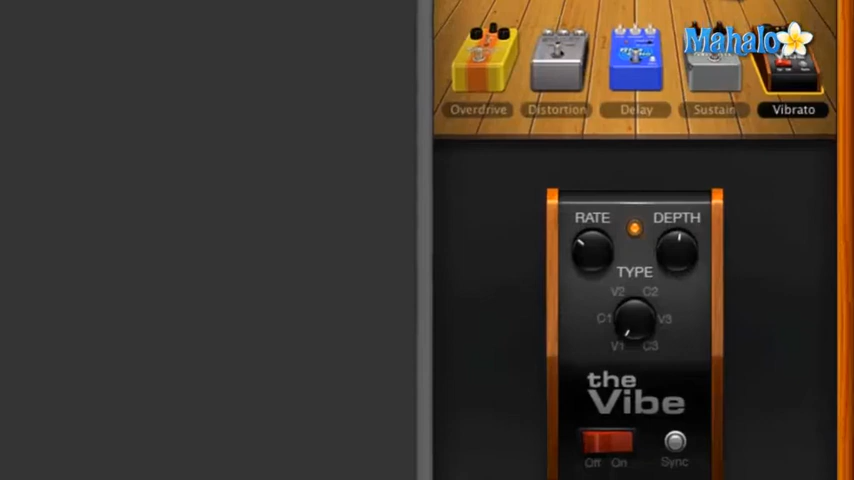 Mahalo
Overdrive Distortion Delay Sustain Vibrato
RATE DEPTH
TYPE
V2 C2
C1 V3
V1 C3
the
Vibe
Off On Sync